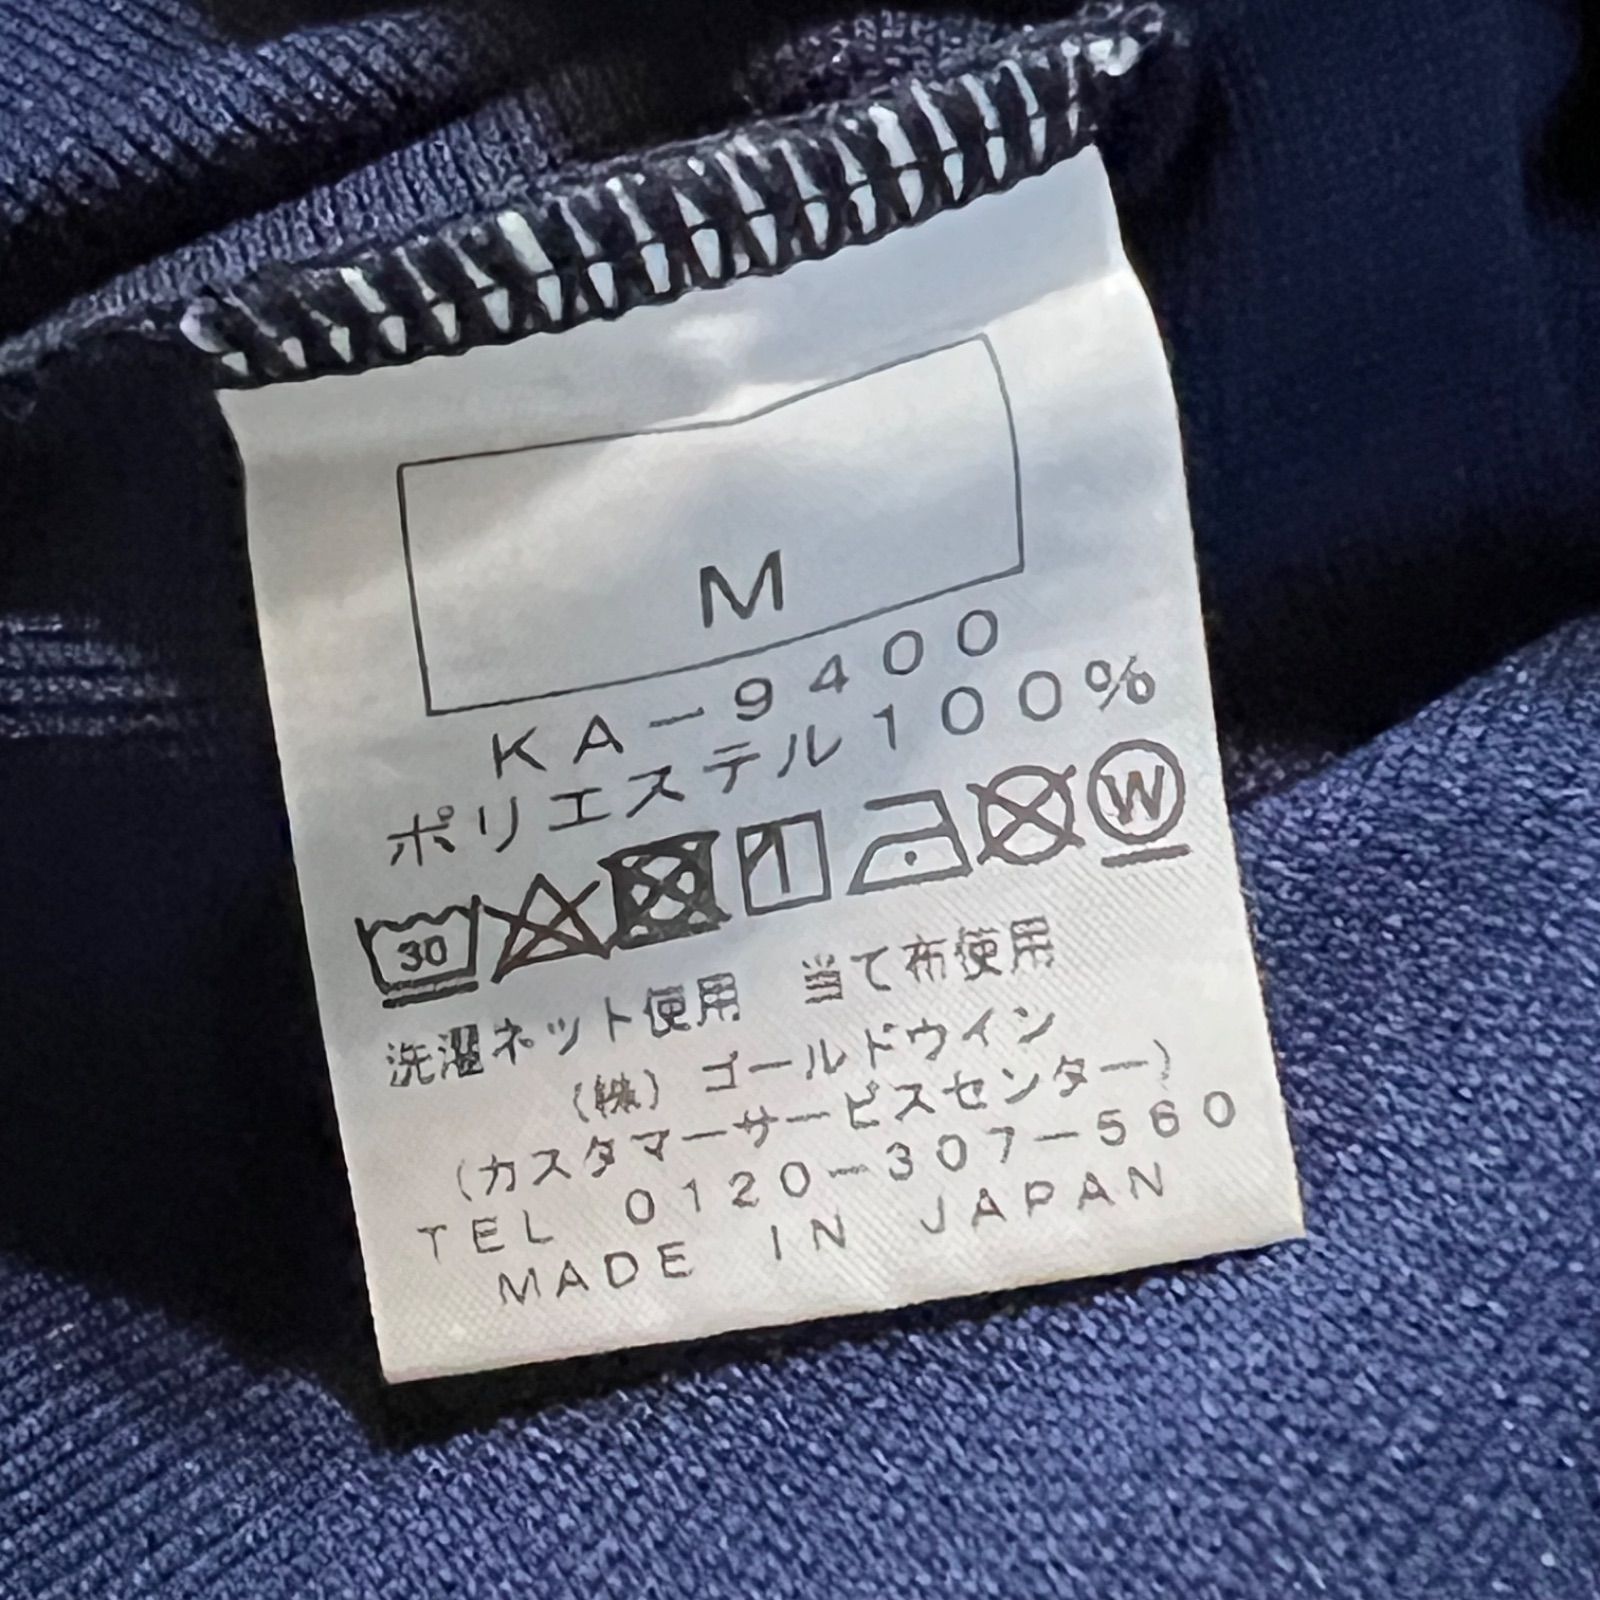 M
KA-9400
ポリエステル100%
30 W
洗濯ネット使用 当て布使用
(株)ゴールドウイン
(カスタマーサービスセンター)
TEL 0120-307-560
MADE IN JAPAN